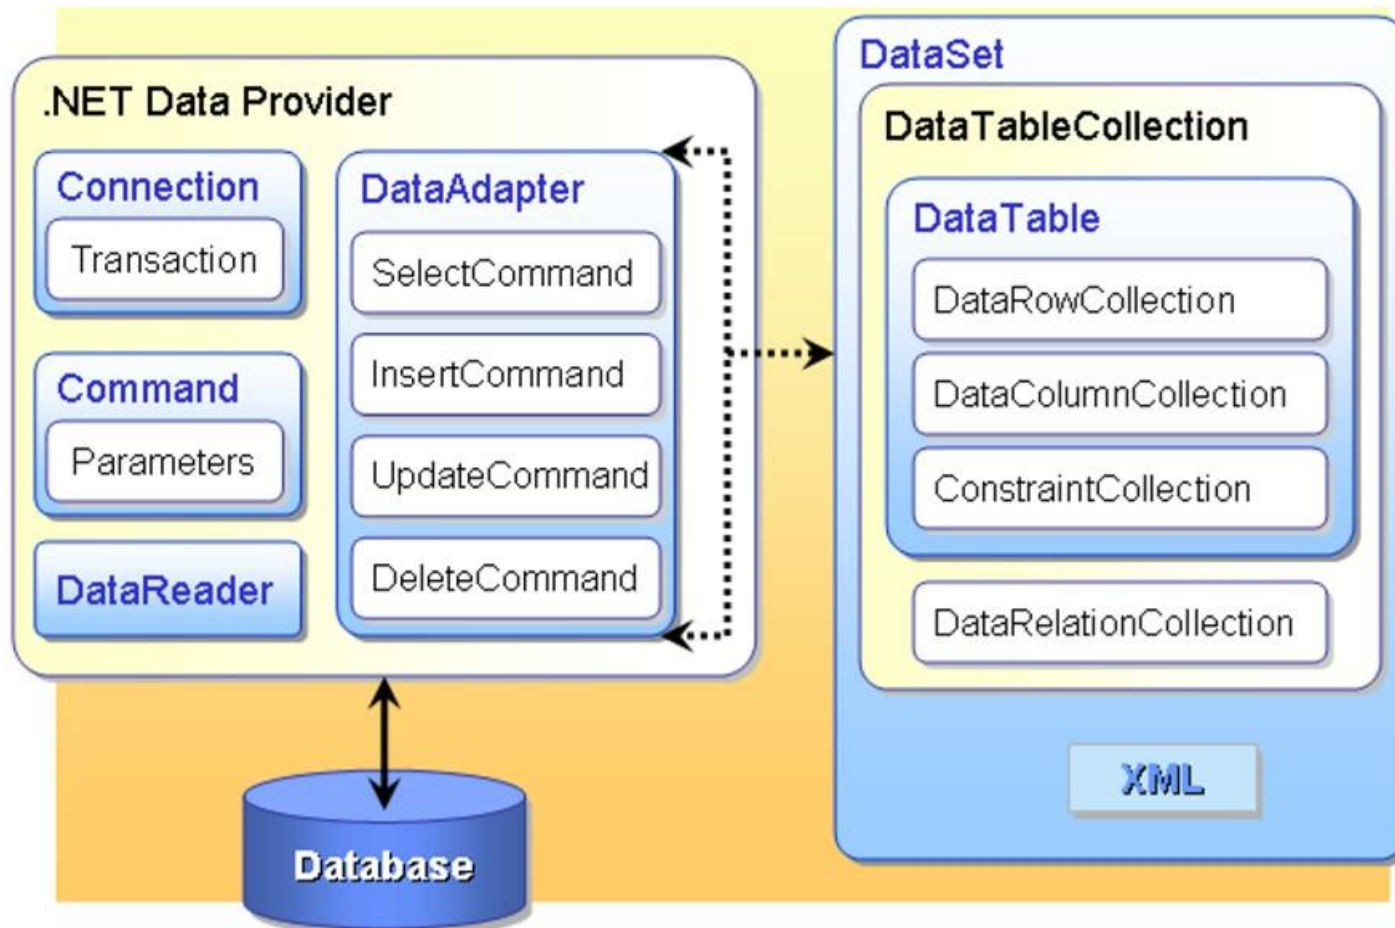 .NET Data Provider
Connection
Transaction
Command
Parameters
DataReader
DataAdapter
SelectCommand
InsertCommand
UpdateCommand
DeleteCommand
Database
DataSet
DataTableCollection
DataTable
DataRowCollection
DataColumnCollection
ConstraintCollection
DataRelationCollection
XML